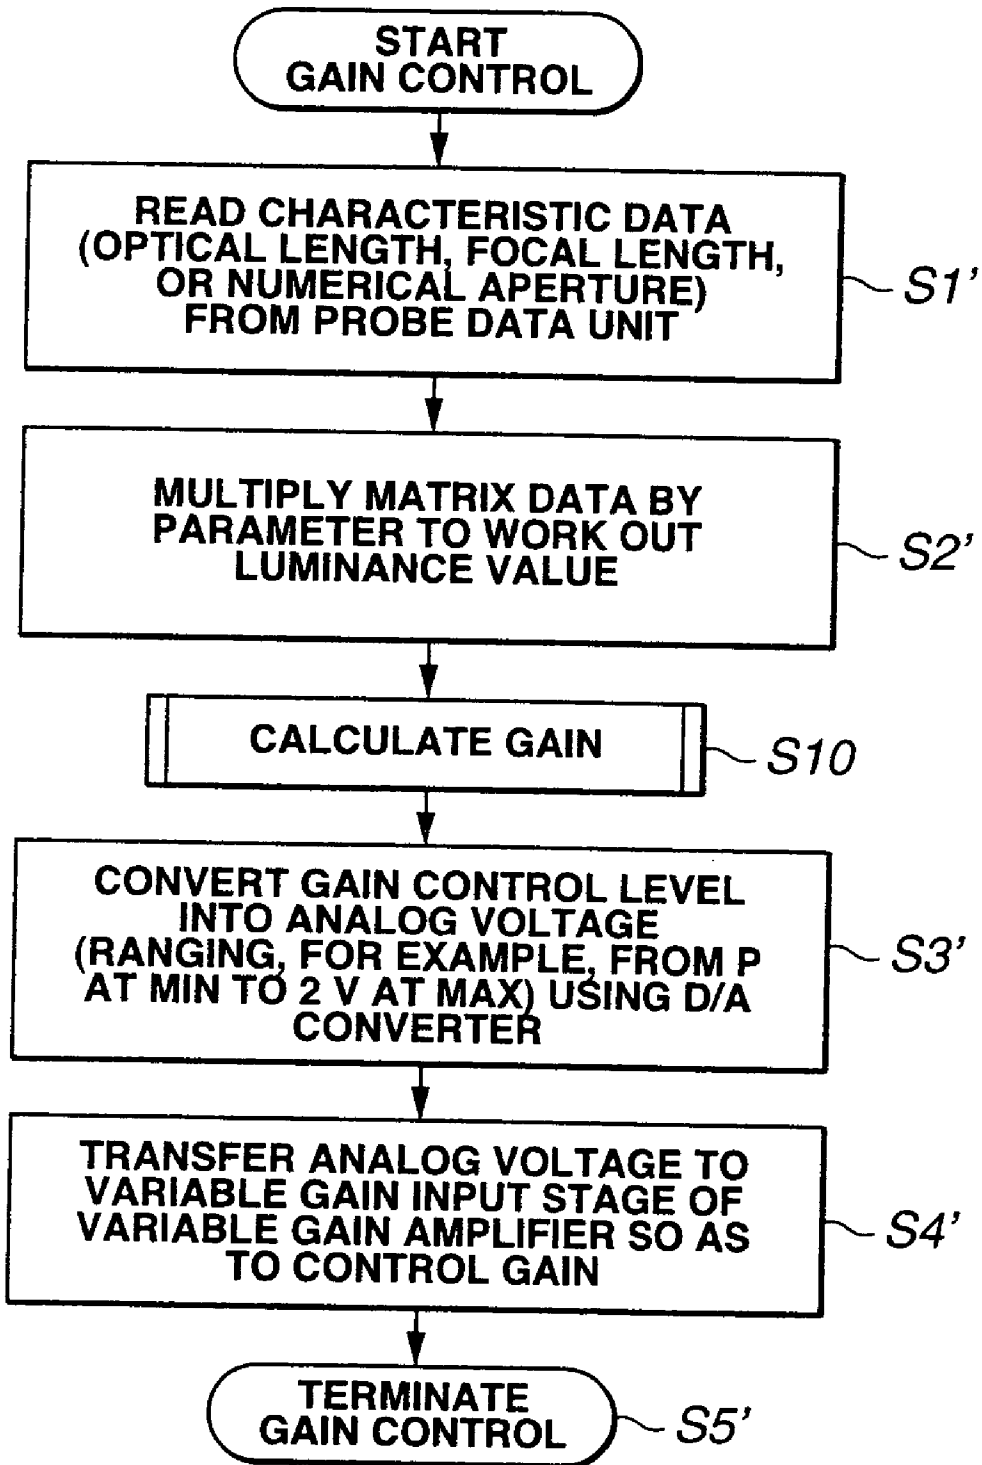 START
GAIN CONTROL
READ CHARACTERISTIC DATA
(OPTICAL LENGTH, FOCAL LENGTH,
OR NUMERICAL APERTURE)
FROM PROBE DATA UNIT
S1'
MULTIPLY MATRIX DATA BY
PARAMETER TO WORK OUT
LUMINANCE VALUE
S2'
CALCULATE GAIN
S10
CONVERT GAIN CONTROL LEVEL
INTO ANALOG VOLTAGE
(RANGING, FOR EXAMPLE, FROM P
AT MIN TO 2 V AT MAX) USING D/A
CONVERTER
S3'
TRANSFER ANALOG VOLTAGE TO
VARIABLE GAIN INPUT STAGE OF
VARIABLE GAIN AMPLIFIER SO AS
TO CONTROL GAIN
S4'
TERMINATE
GAIN CONTROL
S5'